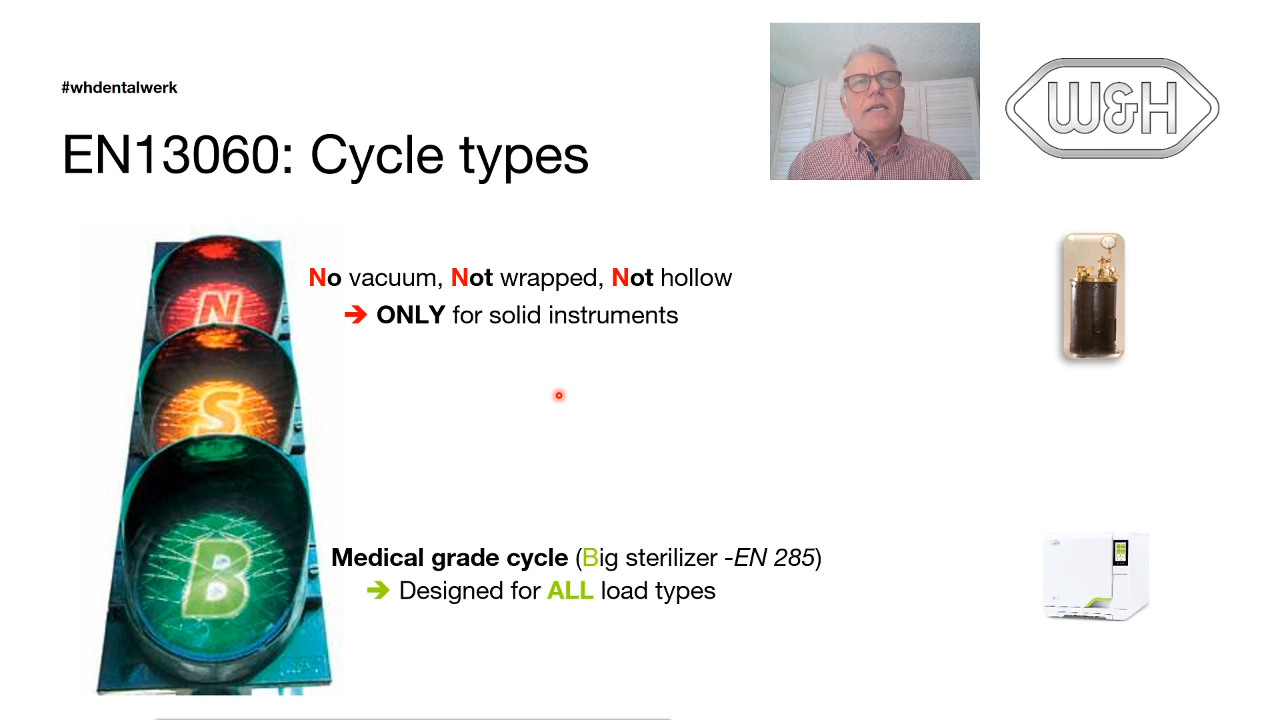 #whdentalwerk
W&H
EN13060: Cycle types
N
No vacuum, Not wrapped, Not hollow
➔ ONLY for solid instruments
S
B
Medical grade cycle (Big sterilizer -EN 285)
➔ Designed for ALL load types